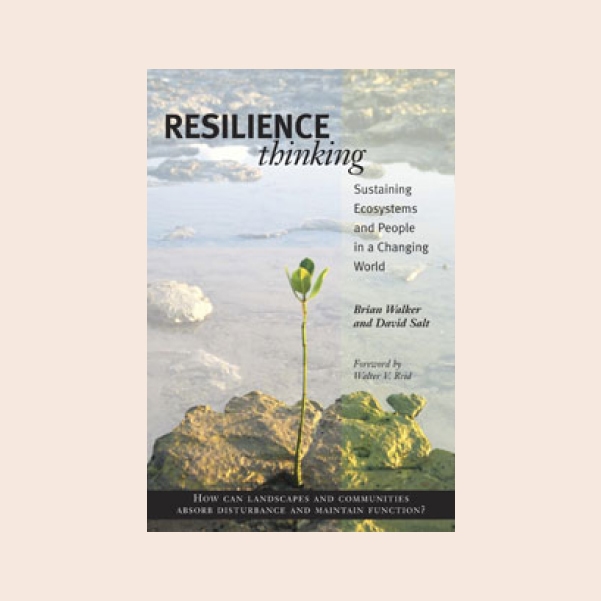 RESILIENCE
thinking
Sustaining
Ecosystems
and People
in a Changing
World
Brian Walker
and David Salt
Foreword by
Walter V. Reid
HOW CAN LANDSCAPES AND COMMUNITIES
ABSORB DISTURBANCE AND MAINTAIN FUNCTION?